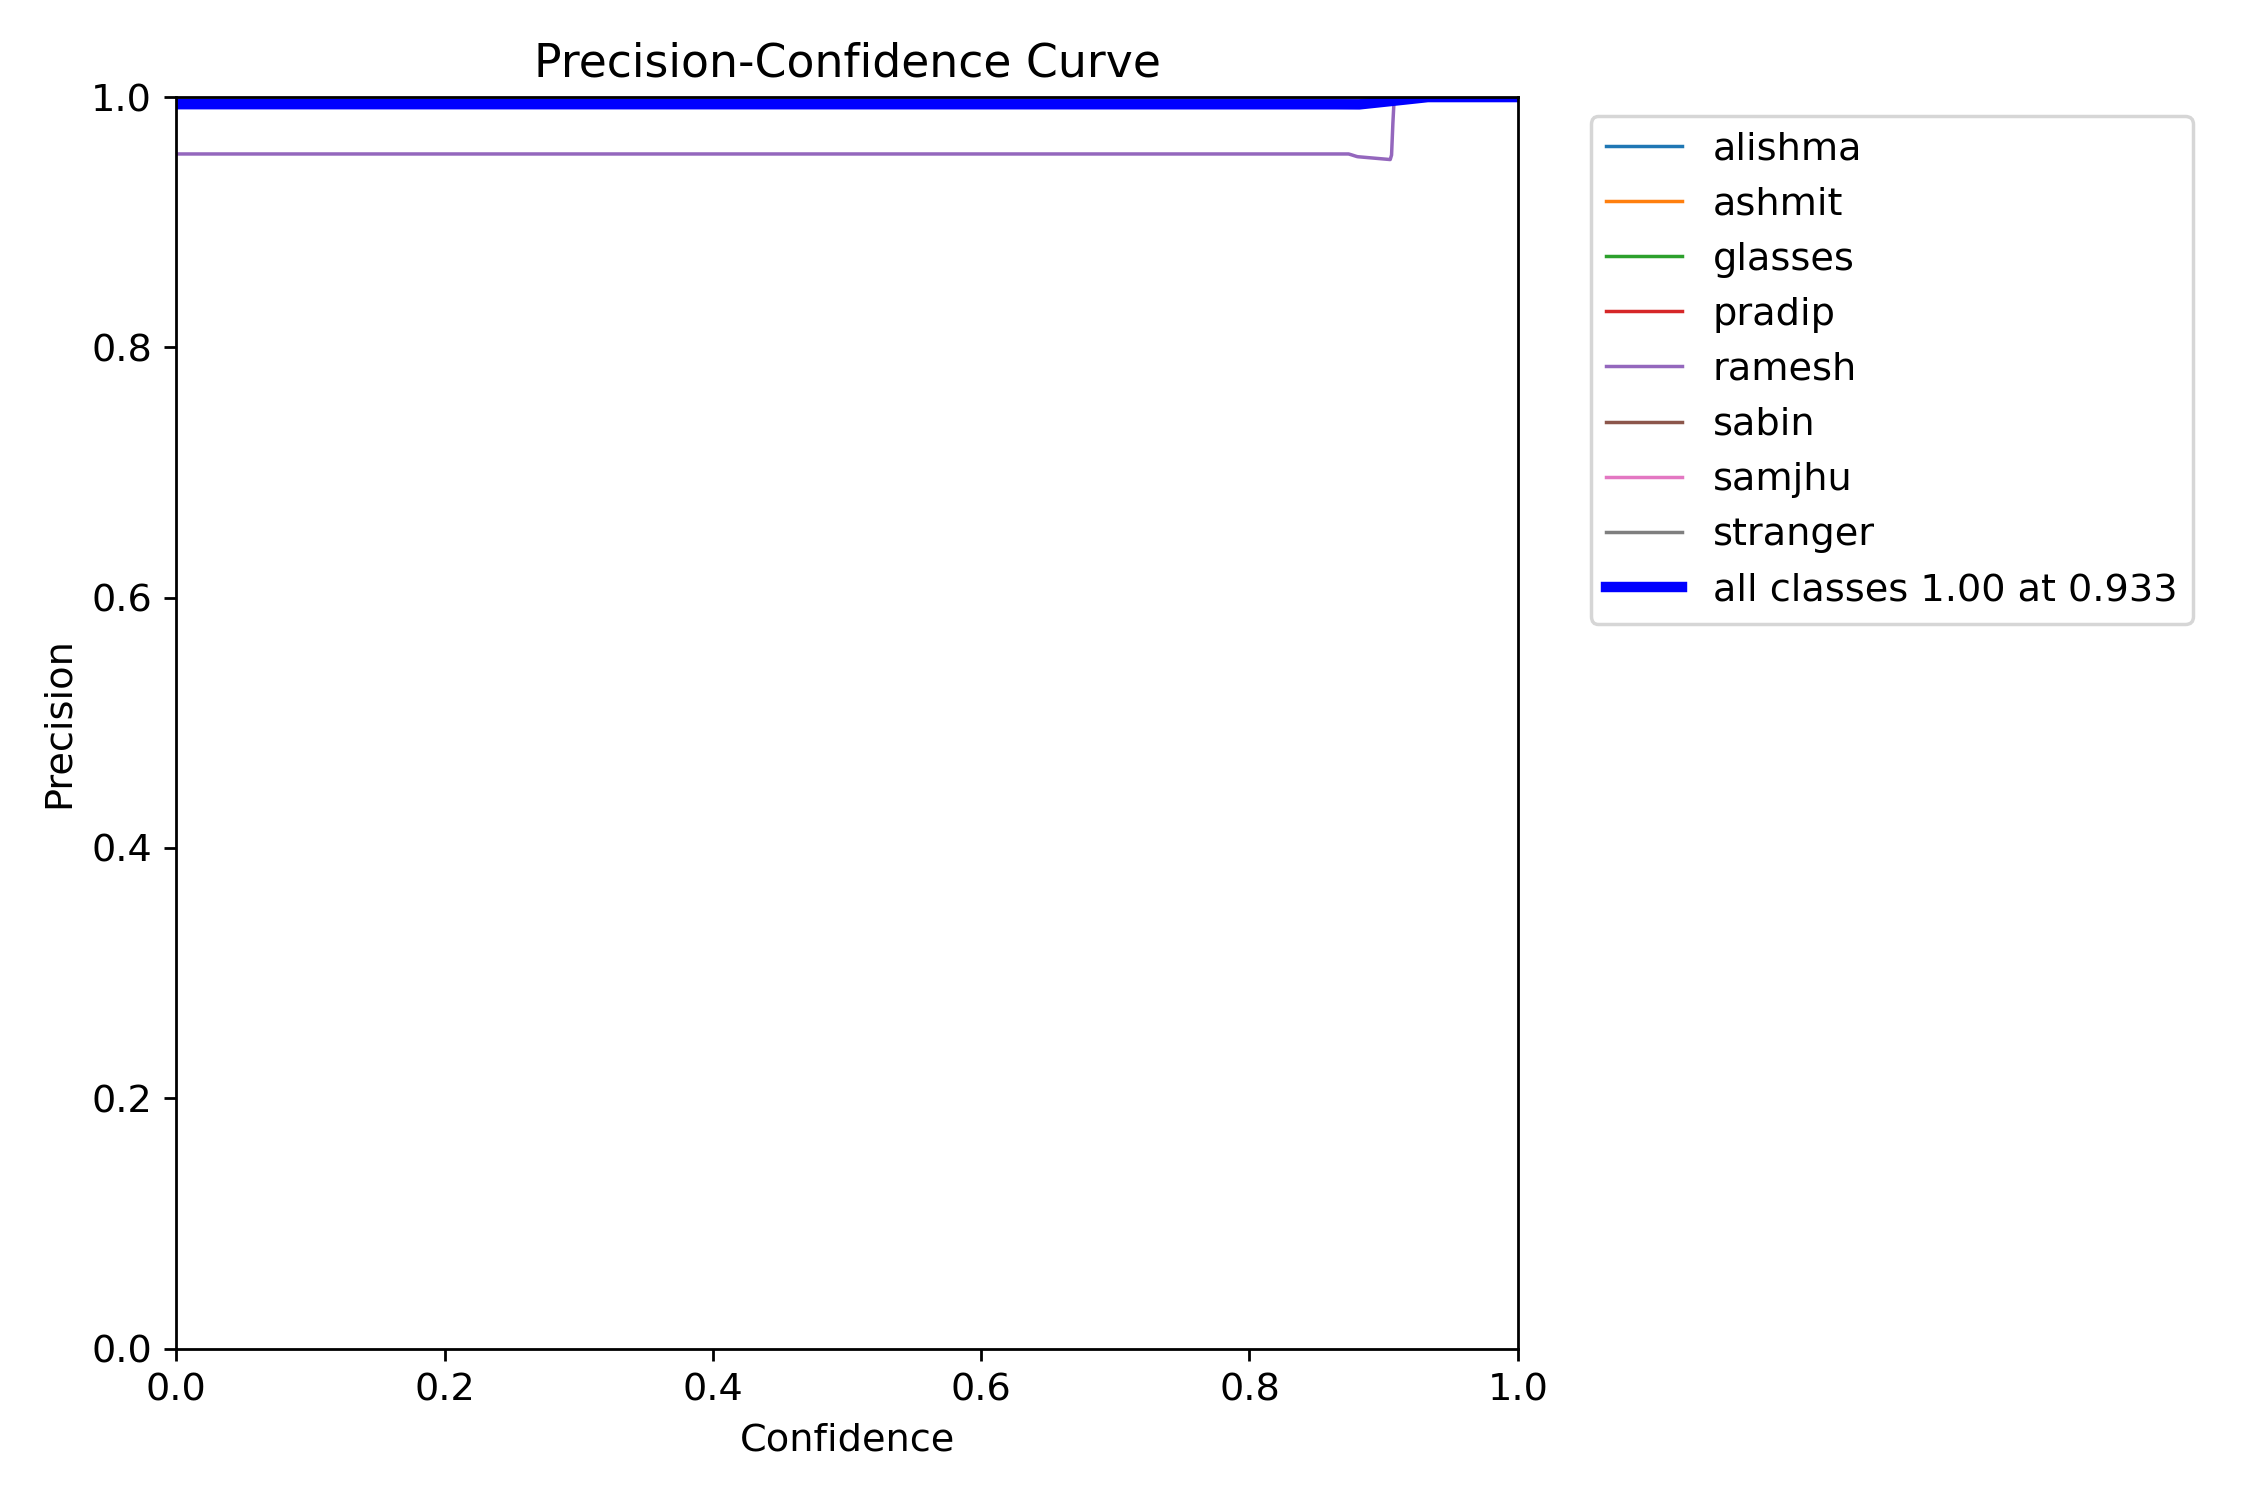 Precision-Confidence Curve
1.0
0.8
0.6
0.4
0.2
0.0
Precision
0.0 0.2 0.4 0.6 0.8 1.0
Confidence
alishma
ashmit
glasses
pradip
ramesh
sabin
samjhu
stranger
all classes 1.00 at 0.933